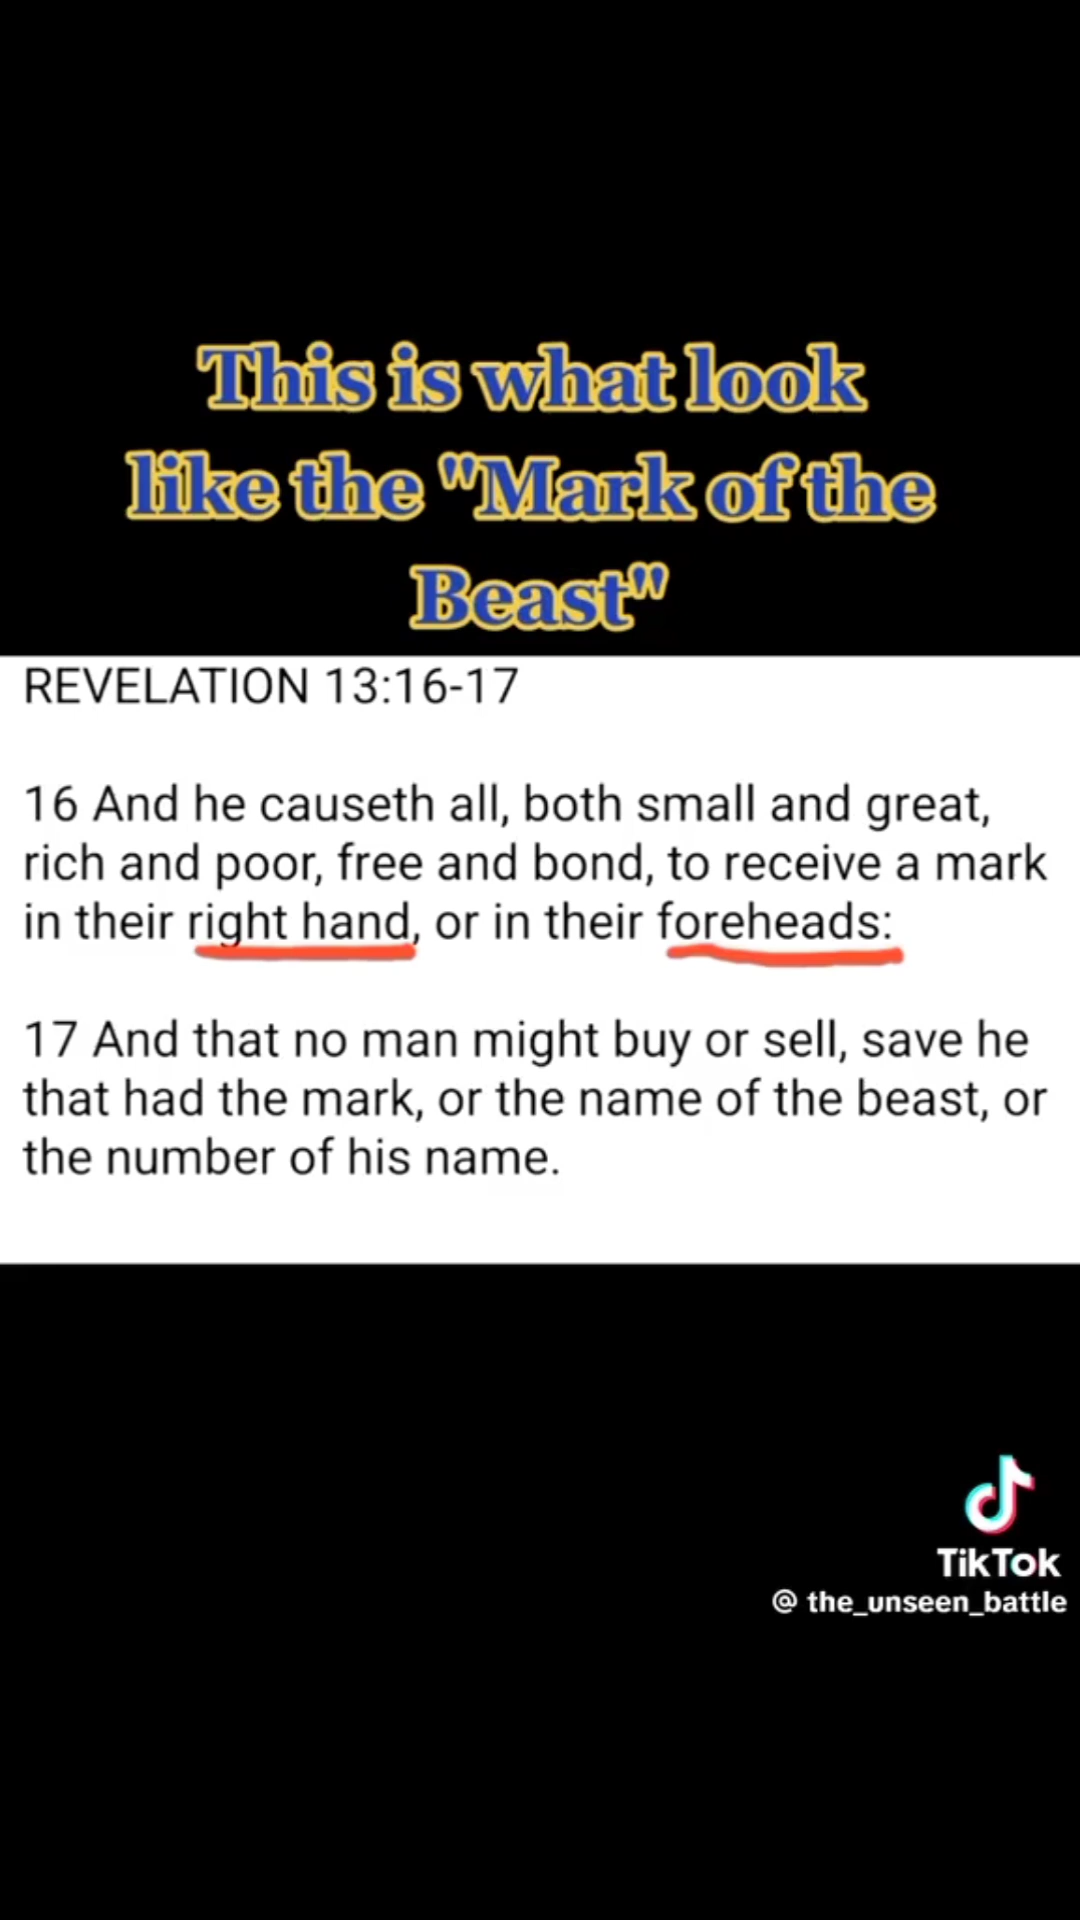 This is what look
like the "Mark of the
Beast"
REVELATION 13:16-17
16 And he causeth all, both small and great,
rich and poor, free and bond, to receive a mark
in their right hand, or in their foreheads:
17 And that no man might buy or sell, save he
that had the mark, or the name of the beast, or
the number of his name.
TikTok
@ the_unseen_battle